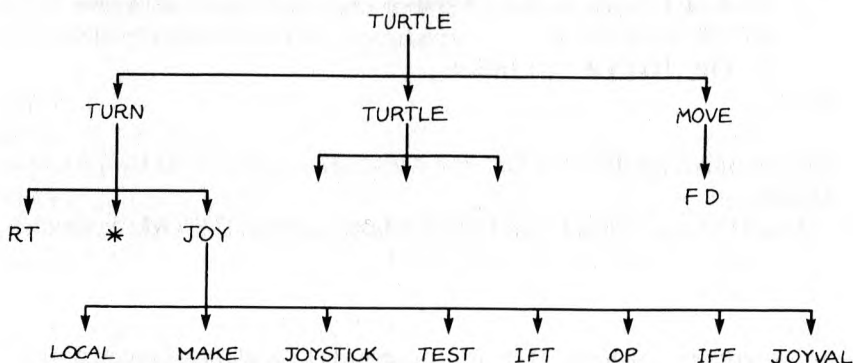 TURTLE
TURN TURTLE MOVE
FD
RT * JOY
LOCAL MAKE JOYSTICK TEST IFT OP IFF JOYVAL